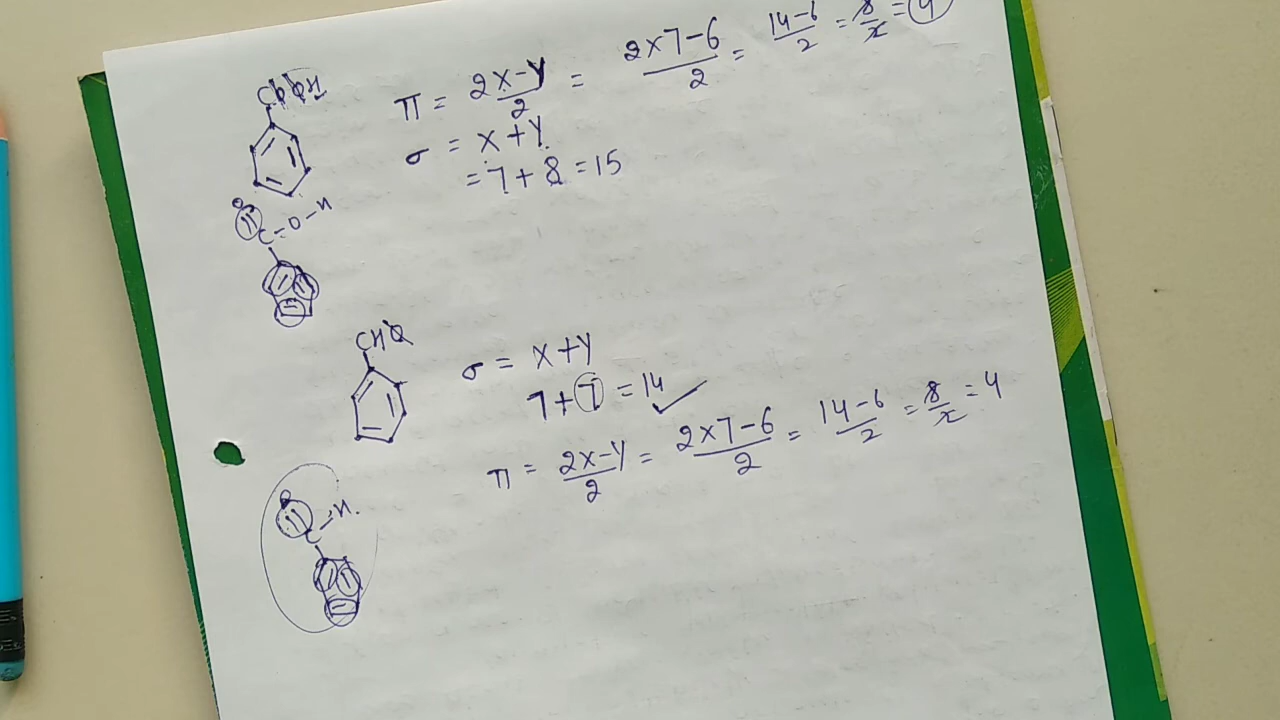 COOH
π = 2x-y/2 = 2×7-6/2 = 14-6/2 = 8/2 = 4
σ = x+y
= 7+8 = 15
O
C-O-H
CHO
σ = x+y
7+7 = 14 ✓
π = 2x-y/2 = 2×7-6/2 = 14-6/2 = 8/2 = 4
O
C-H.